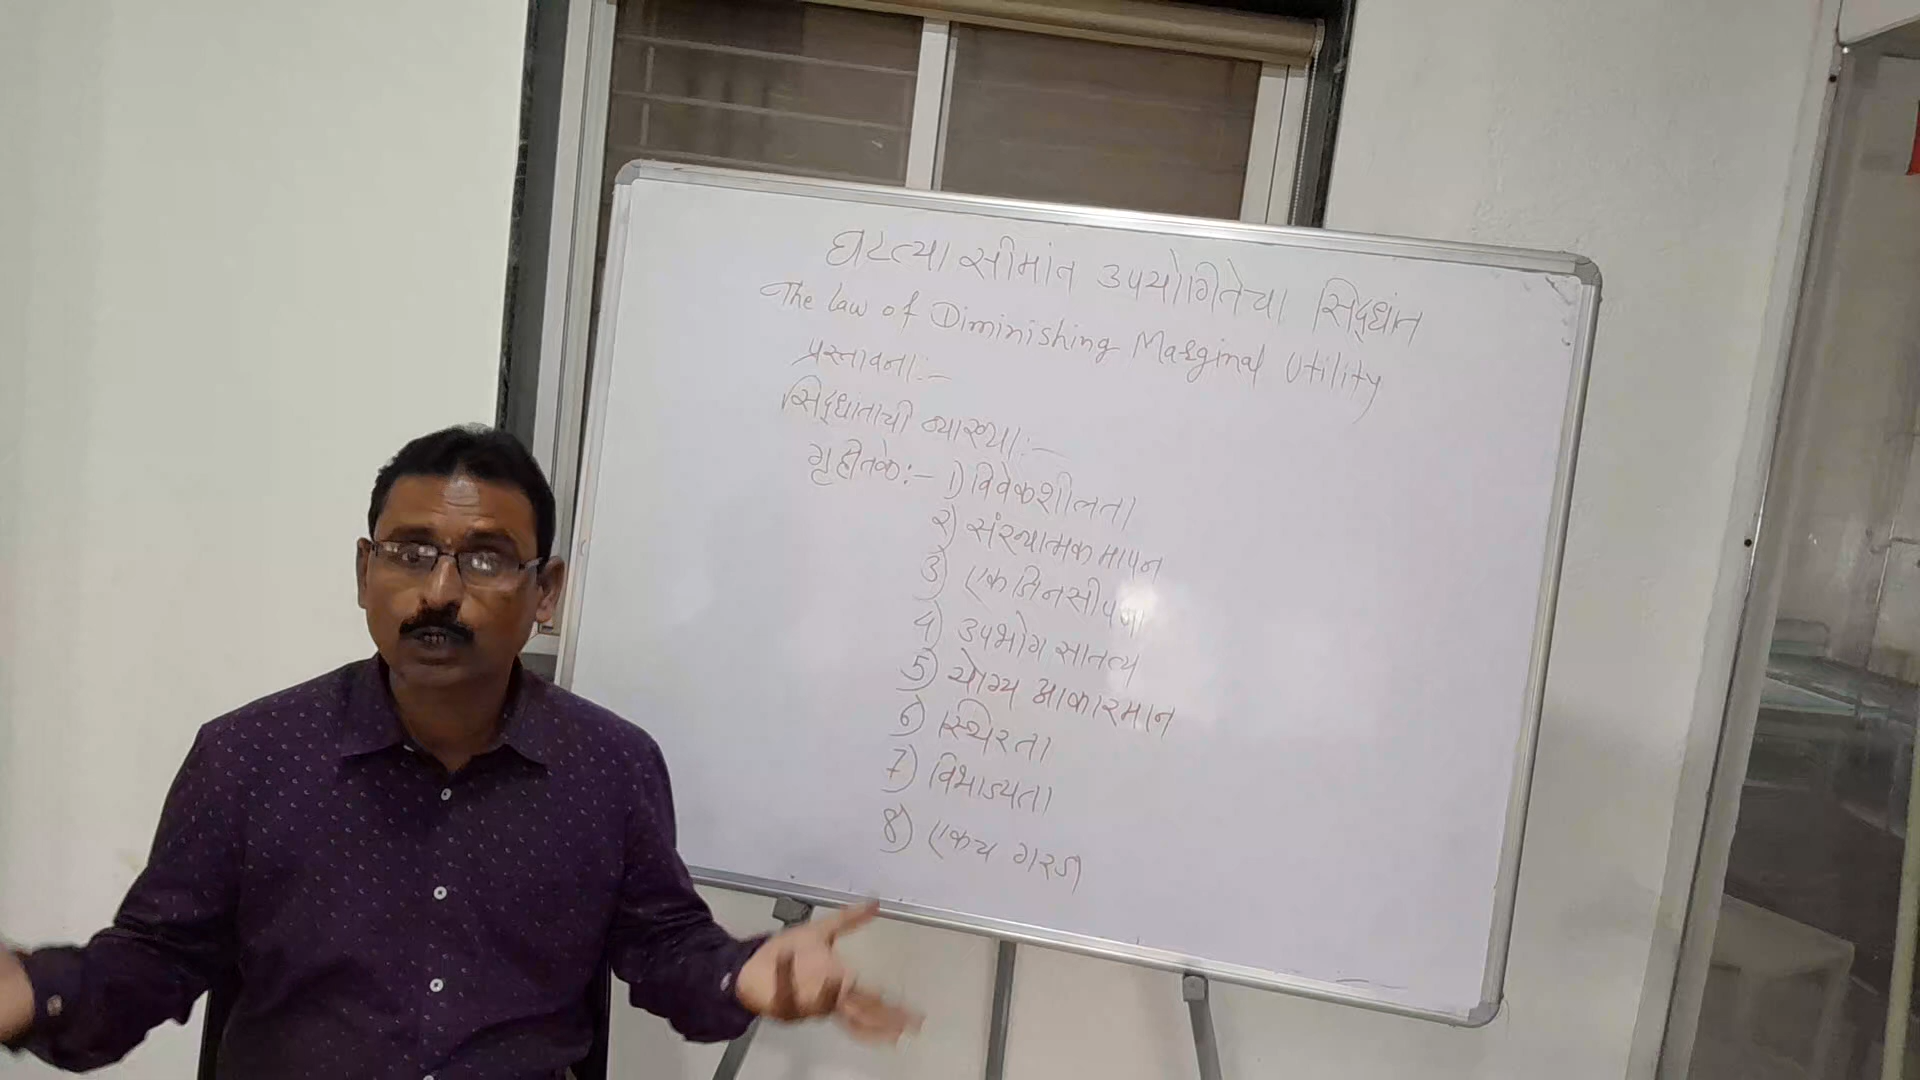 घटत्या सीमांत उपयोगितेचा सिद्धांत
The Law of Diminishing Marginal Utility
प्रस्तावना:-
सिद्धांताची व्याख्या:-
गृहीतके:- 1) विवेकशीलता
२) संख्यात्मक मापन
3) एकजिनसीपणा
4) उपभोग सातत्य
5) योग्य आकारमान
6) स्थिरता
7) विभाज्यता
8) एकच गरज